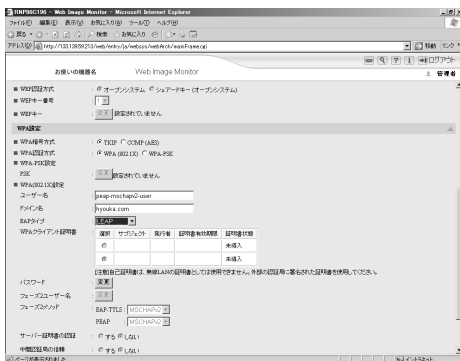 RNP06C196 - Web Image Monitor - Microsoft Internet Explorer
ファイル(F) 編集(E) 表示(V) お気に入り(A) ツール(T) ヘルプ(H)
戻る 検索 お気に入り
アドレス(D) http://133.139.59.213/web/entry/ja/websys/webArch/mainFrame.cgi 移動 リンク
お使いの機器名 Web Image Monitor ログアウト
管理者
■ WEP認証方式 : オープンシステム シェアードキー(オープンシステム)
■ WEPキー番号 : 1
■ WEPキー : 変更 設定されていません
WPA設定
■ WPA暗号方式 : TKIP CCMP (AES)
■ WPA認証方式 : WPA (802.1X) WPA-PSK
■ WPA-PSK設定
PSK : 変更 設定されていません
■ WPA(802.1X)設定
ユーザー名 : peap-mschapv2-user
ドメイン名 : hyouka.com
EAPタイプ : LEAP
WPAクライアント証明書 : 選択 サブジェクト 発行者 証明書有効期限 証明書状態
未導入
未導入
[注意]自己証明書は、無線LANの証明書としては使用できません。外部の認証局に署名された証明書を使用してください。
パスワード : 変更
フェーズ2ユーザー名 : 変更
フェーズ2メソッド : EAP-TTLS : MSCHAPv2
PEAP : MSCHAPv2
サーバー証明書の認証 : する しない
中間認証局の信頼 : する しない
ページが表示されました イントラネット